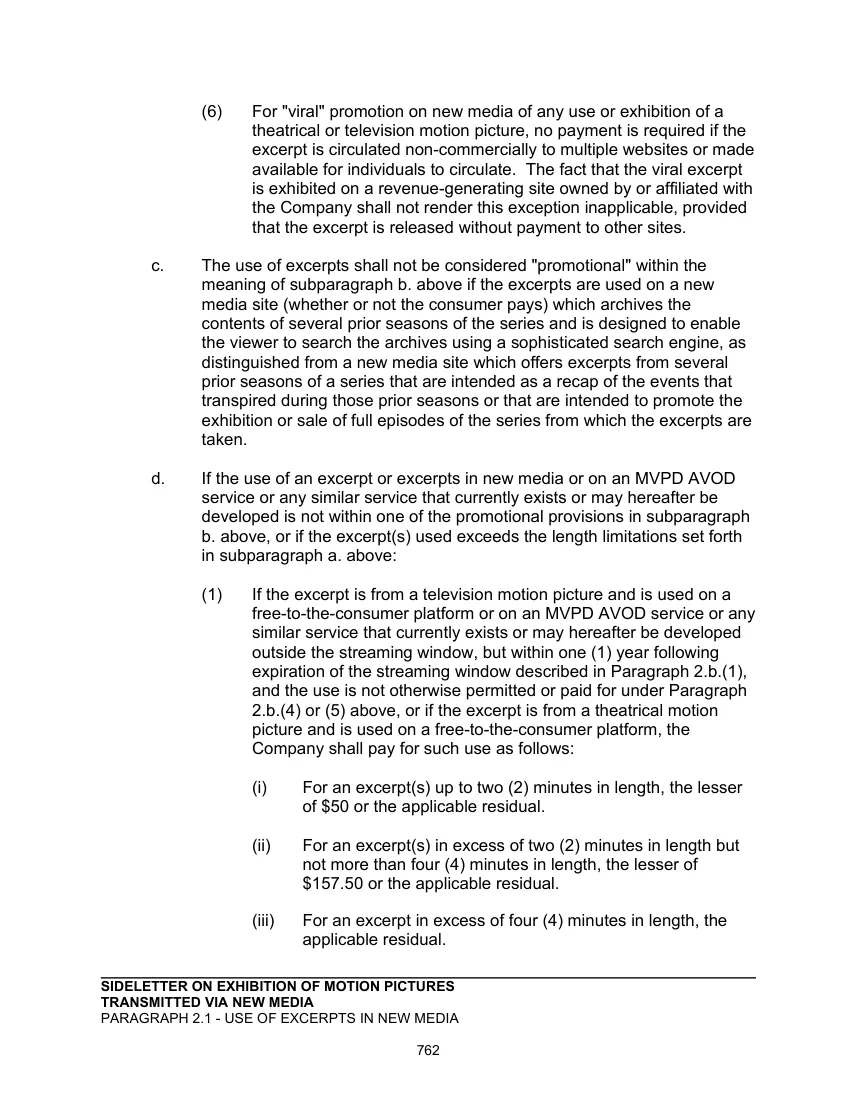 (6) For "viral" promotion on new media of any use or exhibition of a
theatrical or television motion picture, no payment is required if the
excerpt is circulated non-commercially to multiple websites or made
available for individuals to circulate.  The fact that the viral excerpt
is exhibited on a revenue-generating site owned by or affiliated with
the Company shall not render this exception inapplicable, provided
that the excerpt is released without payment to other sites.
c. The use of excerpts shall not be considered "promotional" within the
meaning of subparagraph b. above if the excerpts are used on a new
media site (whether or not the consumer pays) which archives the
contents of several prior seasons of the series and is designed to enable
the viewer to search the archives using a sophisticated search engine, as
distinguished from a new media site which offers excerpts from several
prior seasons of a series that are intended as a recap of the events that
transpired during those prior seasons or that are intended to promote the
exhibition or sale of full episodes of the series from which the excerpts are
taken.
d. If the use of an excerpt or excerpts in new media or on an MVPD AVOD
service or any similar service that currently exists or may hereafter be
developed is not within one of the promotional provisions in subparagraph
b. above, or if the excerpt(s) used exceeds the length limitations set forth
in subparagraph a. above:
(1) If the excerpt is from a television motion picture and is used on a
free-to-the-consumer platform or on an MVPD AVOD service or any
similar service that currently exists or may hereafter be developed
outside the streaming window, but within one (1) year following
expiration of the streaming window described in Paragraph 2.b.(1),
and the use is not otherwise permitted or paid for under Paragraph
2.b.(4) or (5) above, or if the excerpt is from a theatrical motion
picture and is used on a free-to-the-consumer platform, the
Company shall pay for such use as follows:
(i) For an excerpt(s) up to two (2) minutes in length, the lesser
of $50 or the applicable residual.
(ii) For an excerpt(s) in excess of two (2) minutes in length but
not more than four (4) minutes in length, the lesser of
$157.50 or the applicable residual.
(iii) For an excerpt in excess of four (4) minutes in length, the
applicable residual.
SIDELETTER ON EXHIBITION OF MOTION PICTURES
TRANSMITTED VIA NEW MEDIA
PARAGRAPH 2.1 - USE OF EXCERPTS IN NEW MEDIA
762